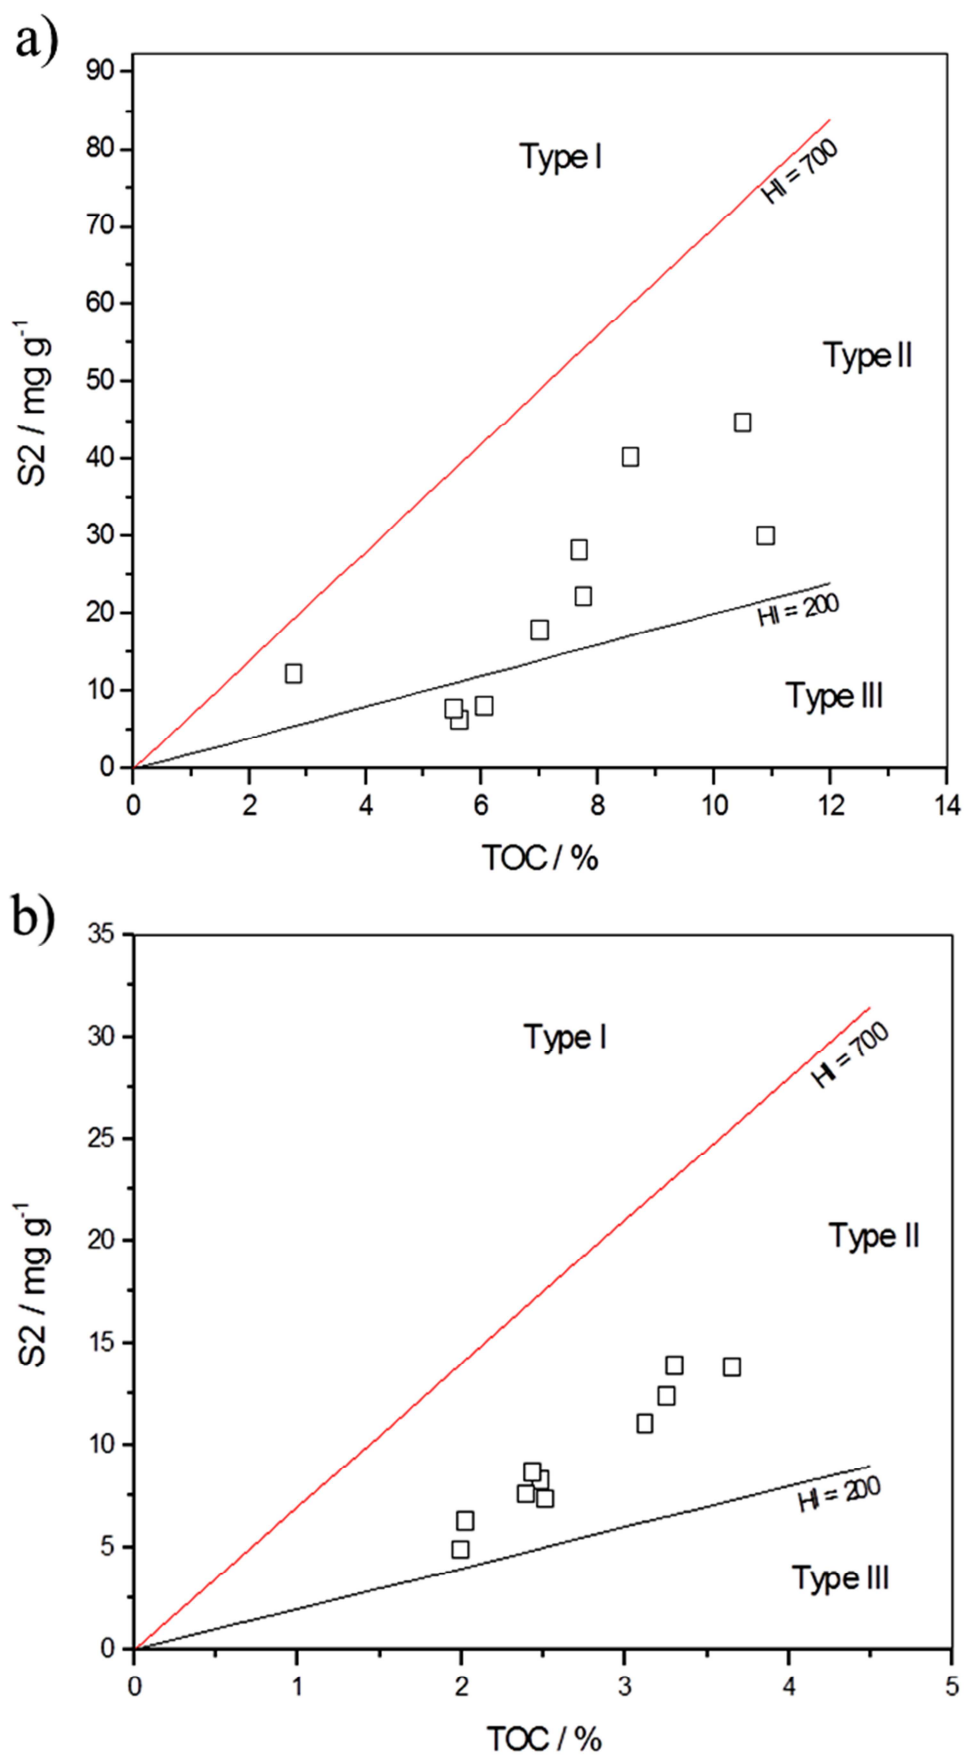 a)
90
80
70
60
50
40
30
20
10
0
S2 / mg g⁻¹
Type I
HI = 700
Type II
HI = 200
Type III
0 2 4 6 8 10 12 14
TOC / %
b)
35
30
25
20
15
10
5
0
S2 / mg g⁻¹
Type I
HI = 700
Type II
HI = 200
Type III
0 1 2 3 4 5
TOC / %